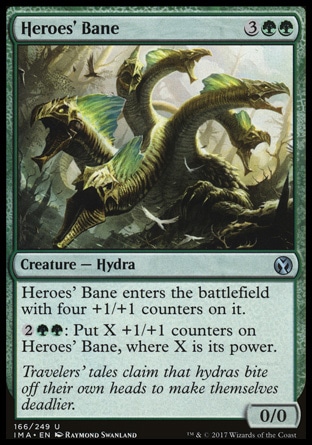 Heroes' Bane 3
Creature — Hydra
Heroes' Bane enters the battlefield
with four +1/+1 counters on it.
2: Put X +1/+1 counters on
Heroes' Bane, where X is its power.
Travelers' tales claim that hydras bite
off their own heads to make themselves
deadlier.
0/0
166/249 U
IMA • EN RAYMOND SWANLAND
™ & © 2017 Wizards of the Coast